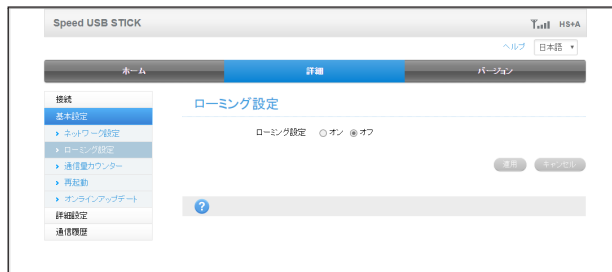 Speed USB STICK
HS+A
ヘルプ 日本語
ホーム 詳細 バージョン
接続
基本設定
ネットワーク設定
ローミング設定
通信量カウンター
再起動
オンラインアップデート
詳細設定
通信履歴
ローミング設定
ローミング設定 オン オフ
適用 キャンセル
?